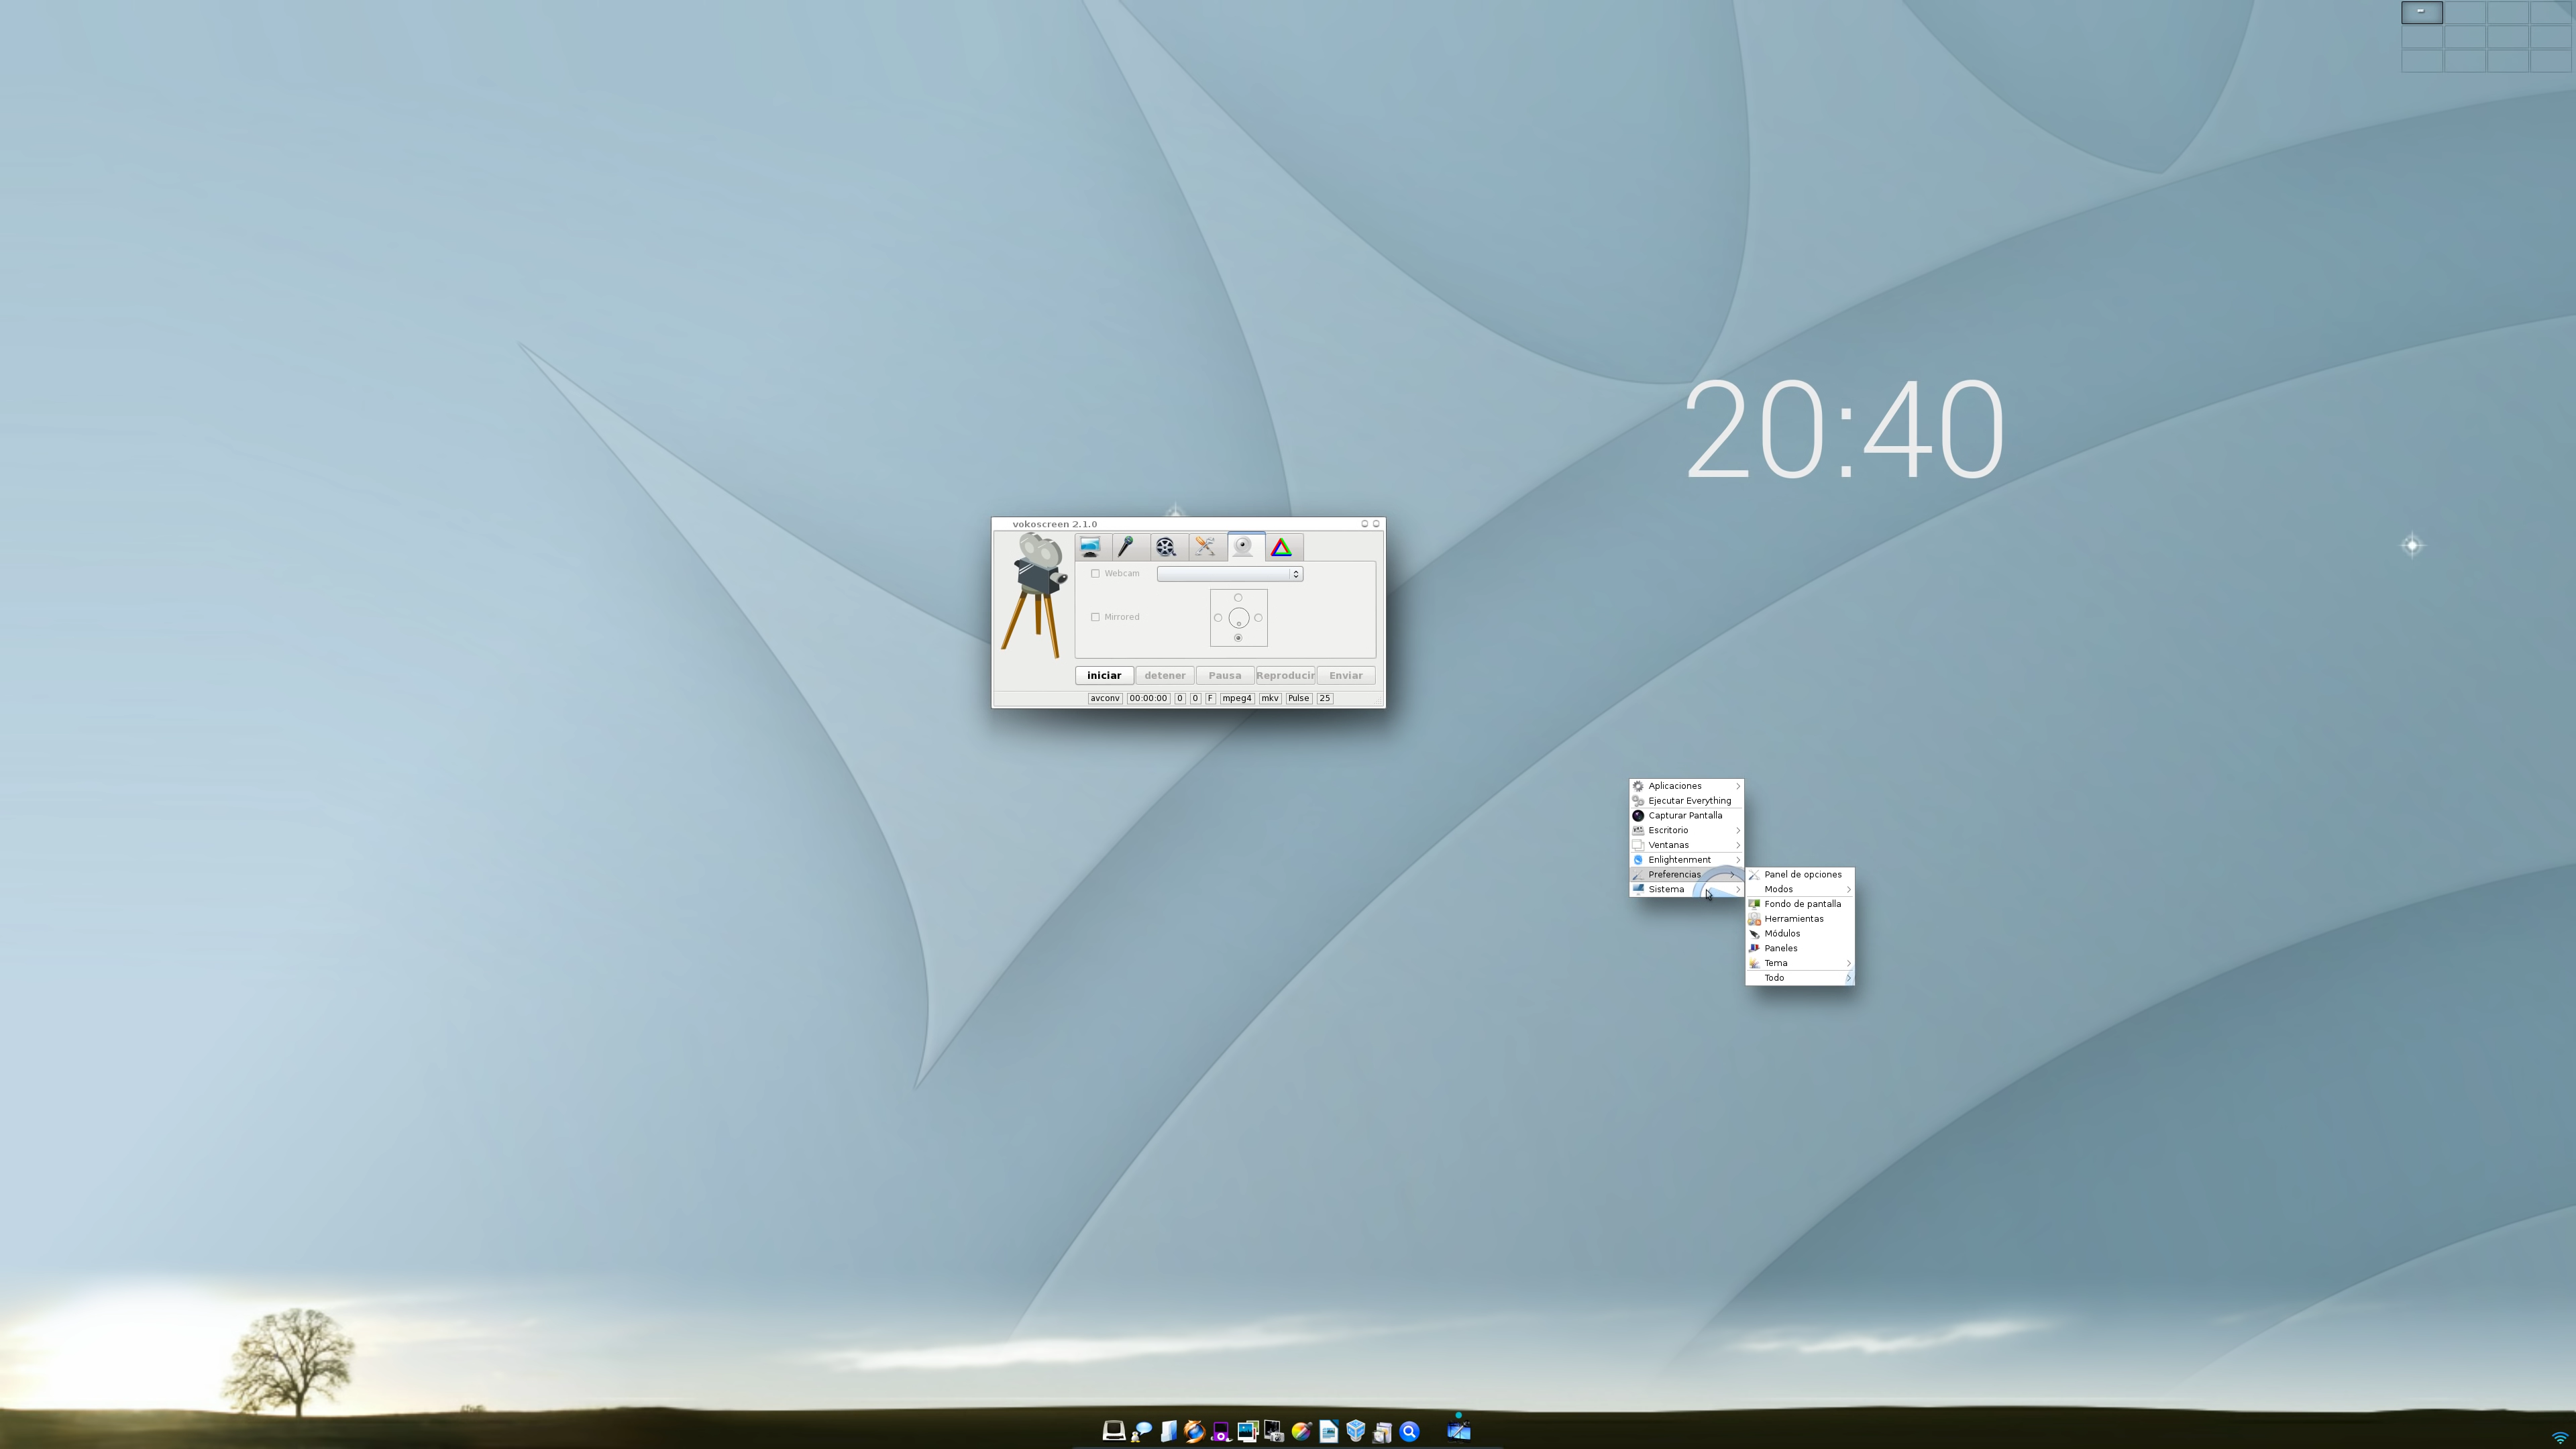 20:40
vokoscreen 2.1.0
Webcam
Mirrored
iniciar detener Pausa Reproducir Enviar
avconv 00:00:00 0 0 F mpeg4 mkv Pulse 25
Aplicaciones
Ejecutar Everything
Capturar Pantalla
Escritorio
Ventanas
Enlightenment
Preferencias
Sistema
Panel de opciones
Modos
Fondo de pantalla
Herramientas
Módulos
Paneles
Tema
Todo